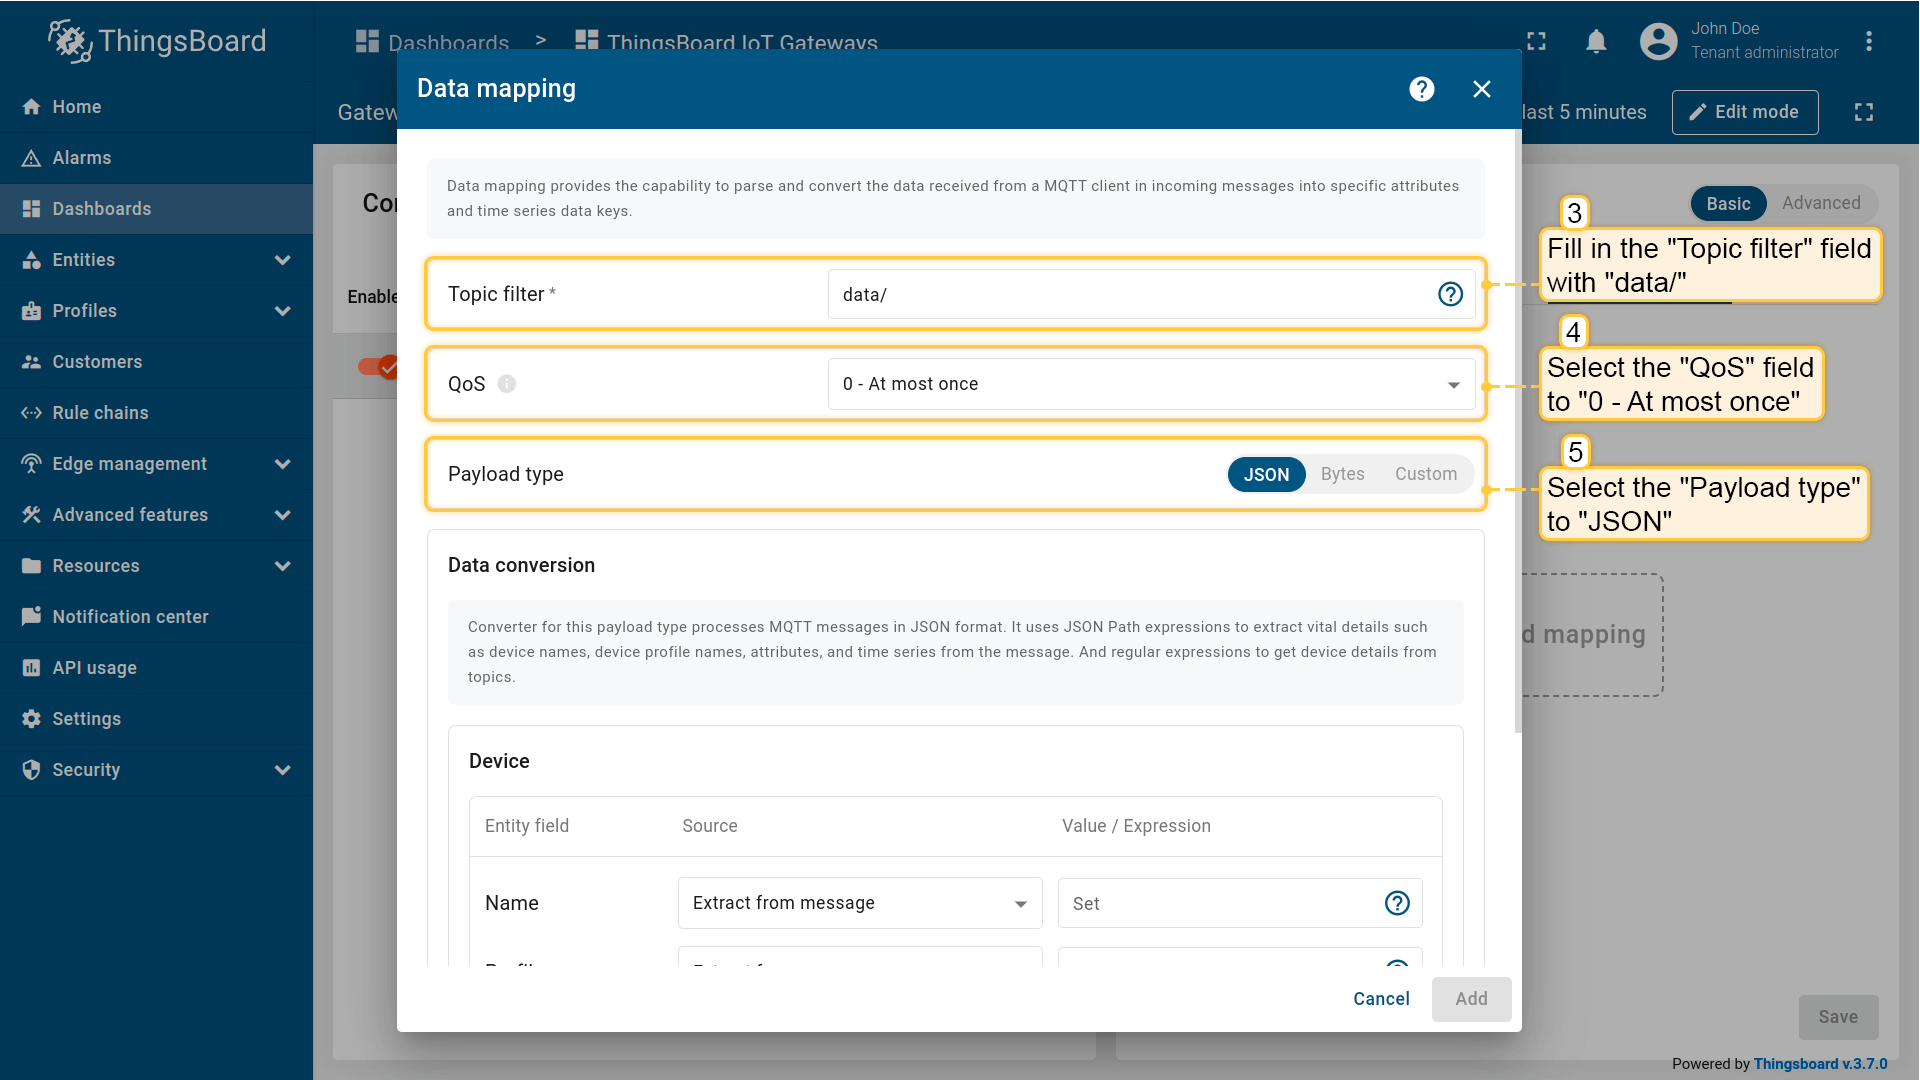 ThingsBoard
Dashboards > ThingsBoard IoT Gateways
John Doe
Tenant administrator
Home
Alarms
Dashboards
Entities
Profiles
Customers
Rule chains
Edge management
Advanced features
Resources
Notification center
API usage
Settings
Security
last 5 minutes
Edit mode
Data mapping
Data mapping provides the capability to parse and convert the data received from a MQTT client in incoming messages into specific attributes
and time series data keys.
Topic filter *
data/
QoS
0 - At most once
Payload type
JSON Bytes Custom
Data conversion
Converter for this payload type processes MQTT messages in JSON format. It uses JSON Path expressions to extract vital details such
as device names, device profile names, attributes, and time series from the message. And regular expressions to get device details from
topics.
Device
Entity field Source Value / Expression
Name
Extract from message
Set
Cancel
Add
Basic Advanced
3
Fill in the "Topic filter" field
with "data/"
4
Select the "QoS" field
to "0 - At most once"
5
Select the "Payload type"
to "JSON"
d mapping
Save
Powered by Thingsboard v.3.7.0